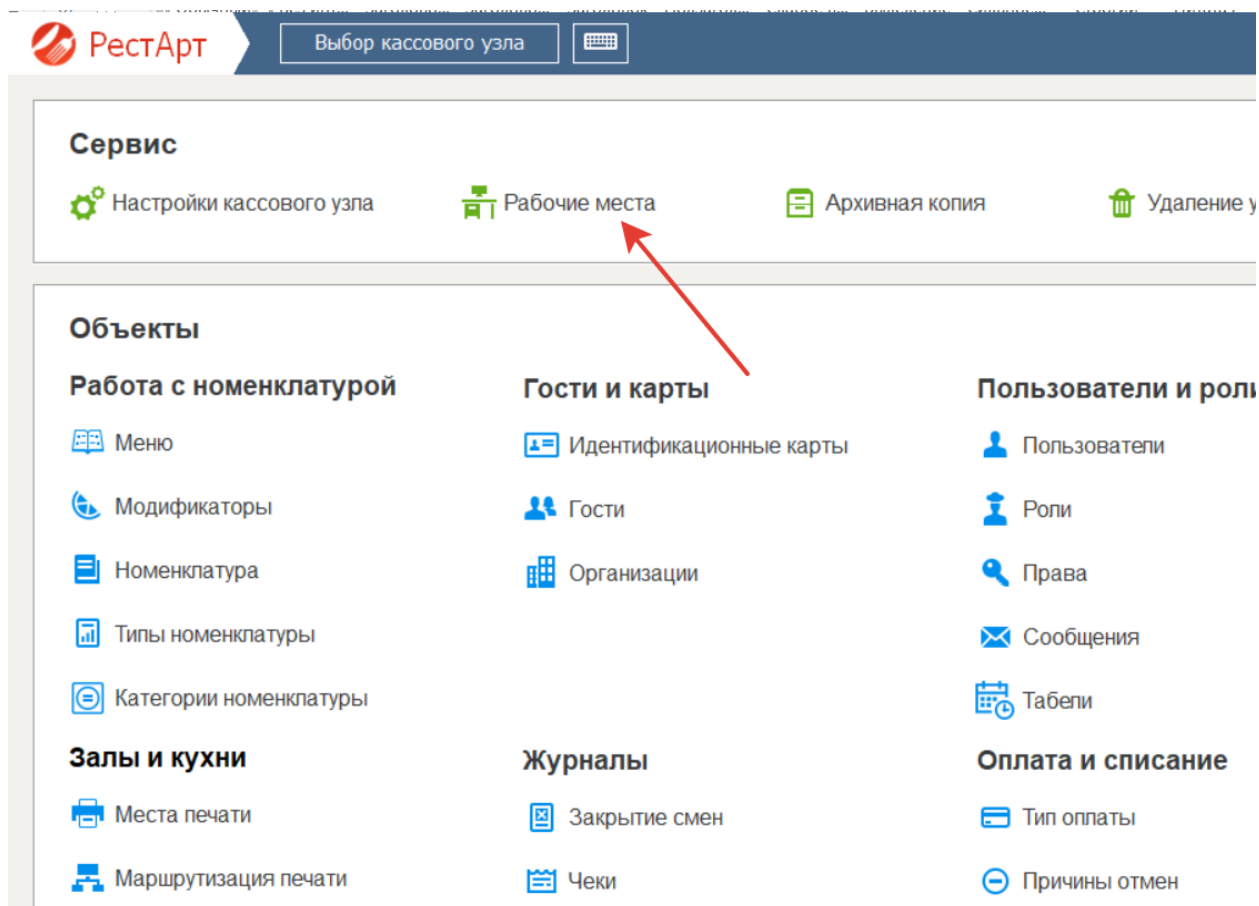 РестАрт
Выбор кассового узла
Сервис
Настройки кассового узла
Рабочие места
Архивная копия
Удаление у
Объекты
Работа с номенклатурой
Меню
Модификаторы
Номенклатура
Типы номенклатуры
Категории номенклатуры
Гости и карты
Идентификационные карты
Гости
Организации
Пользователи и роли
Пользователи
Роли
Права
Сообщения
Табели
Залы и кухни
Места печати
Маршрутизация печати
Журналы
Закрытие смен
Чеки
Оплата и списание
Тип оплаты
Причины отмен